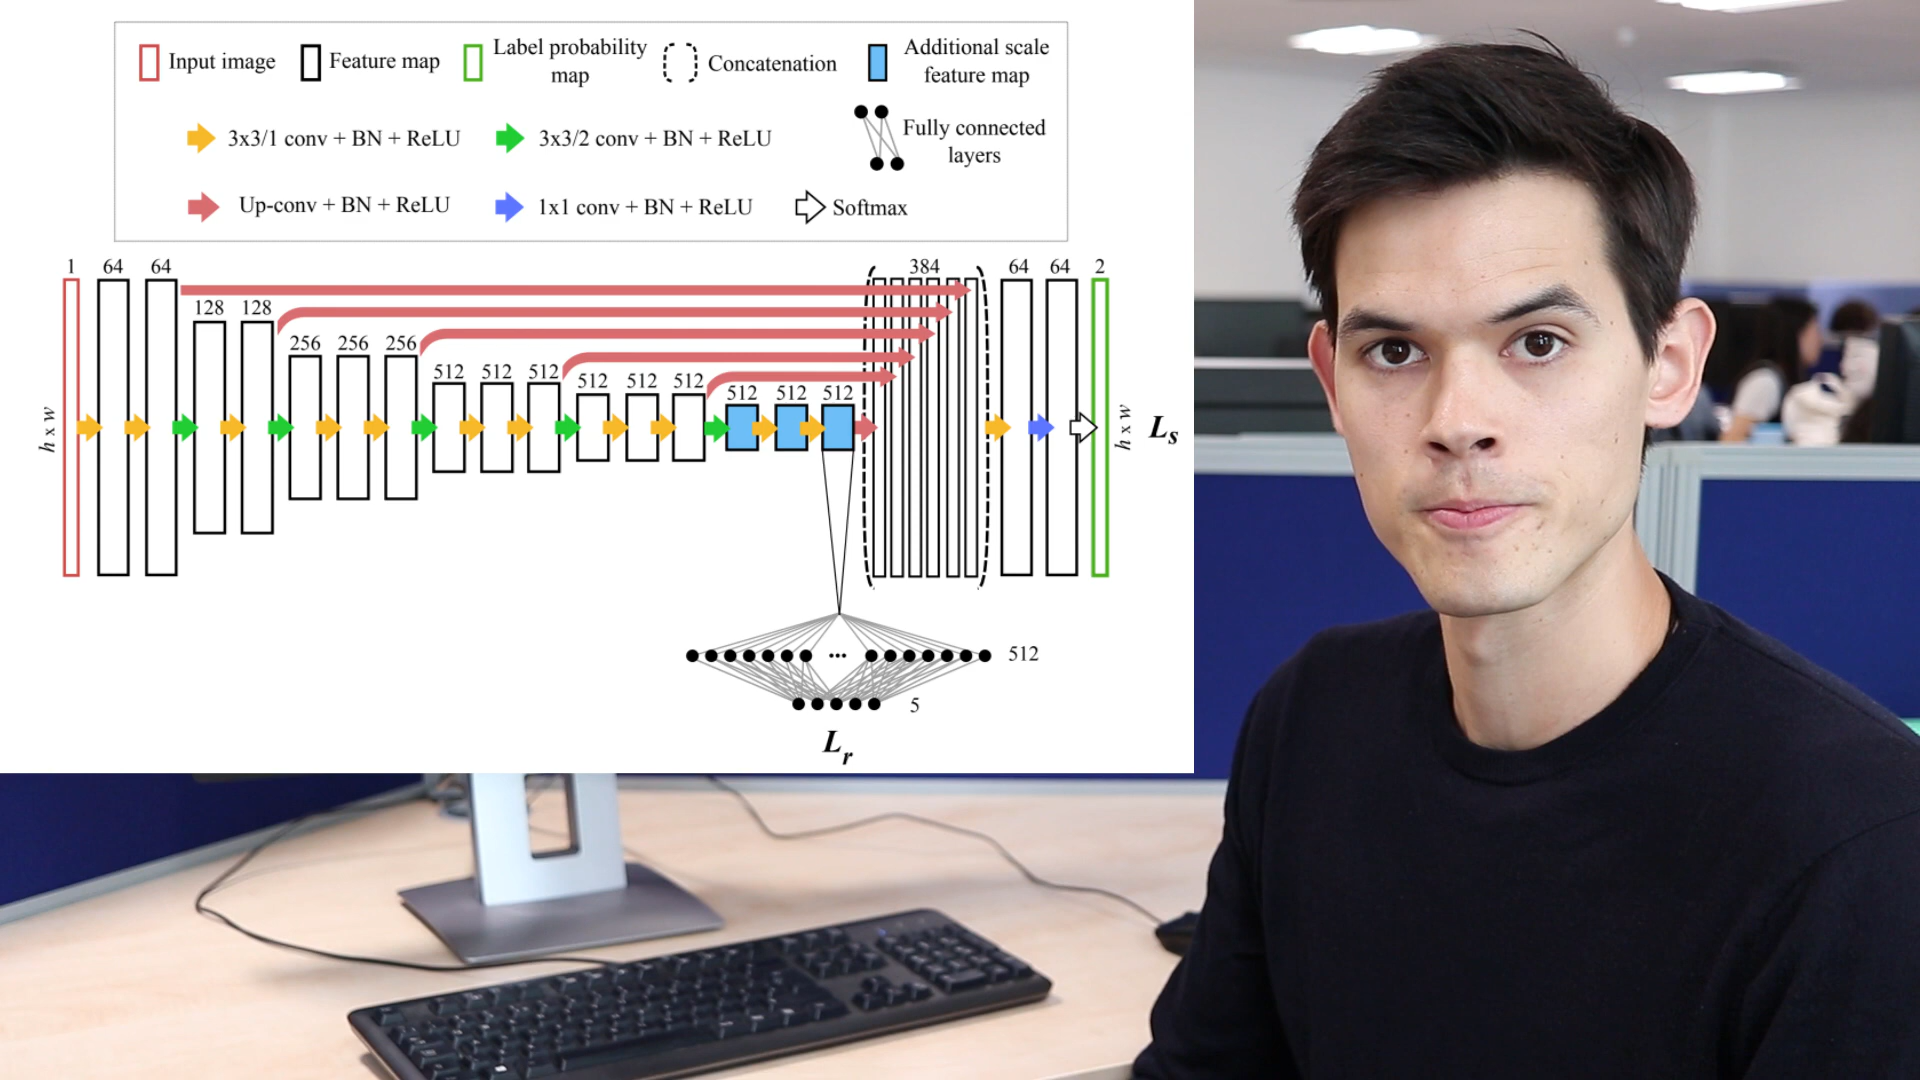 Input image
Feature map
Label probability
map
Concatenation
Additional scale
feature map
3x3/1 conv + BN + ReLU
3x3/2 conv + BN + ReLU
Fully connected
layers
Up-conv + BN + ReLU
1x1 conv + BN + ReLU
Softmax
1 64 64 384 64 64 2
128 128
256 256 256
512 512 512
512 512 512
512 512 512
h x w
h x w
Ls
... 512
5
Lr